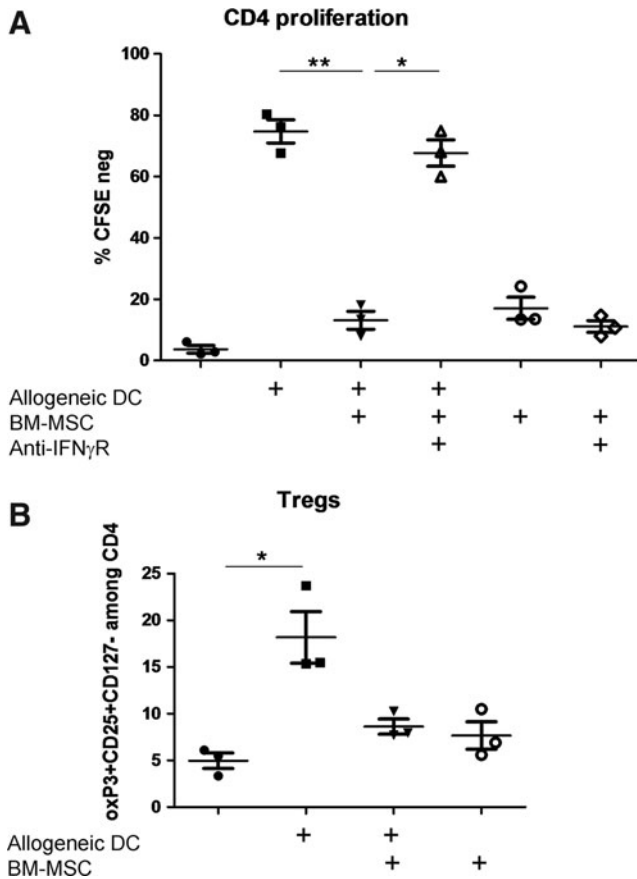 A
CD4 proliferation
% CFSE neg
100
80
60
40
20
0
** *
Allogeneic DC + + +
BM-MSC + + + +
Anti-IFNγR + +
B
Tregs
oxP3+CD25+CD127- among CD4
25
20
15
10
5
0
*
Allogeneic DC + +
BM-MSC + +